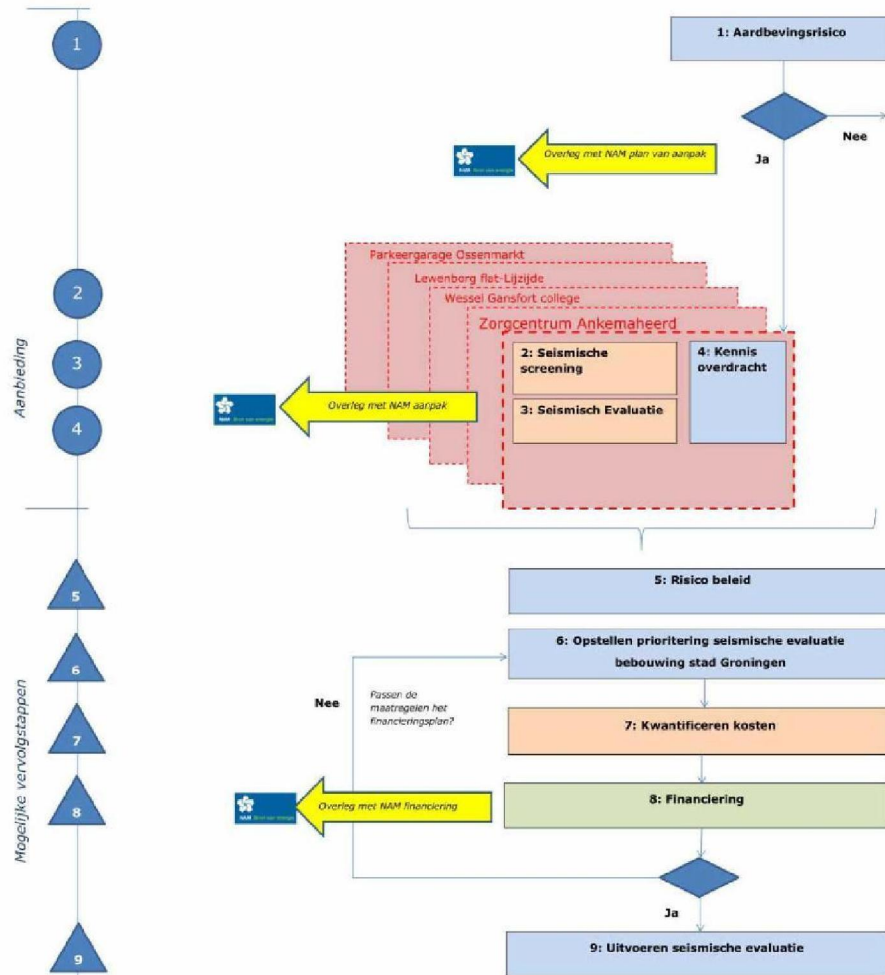 1
1: Aardbevingsrisico
Nee
Ja
Overleg met NAM plan van aanpak
NAM
Aanbieding
2
3
4
Parkeergarage Ossenmarkt
Lewenborg flat-Lijzijde
Wessel Gansfort college
Zorgcentrum Ankemaheerd
2: Seismische
screening
4: Kennis
overdracht
3: Seismisch Evaluatie
Overleg met NAM aanpak
NAM
Mogelijke vervolgstappen
5
6
7
8
9
5: Risico beleid
6: Opstellen prioritering seismische evaluatie
bebouwing stad Groningen
Nee
Passen de
maatregelen het
financieringsplan?
7: Kwantificeren kosten
8: Financiering
Overleg met NAM financiering
NAM
Ja
9: Uitvoeren seismische evaluatie